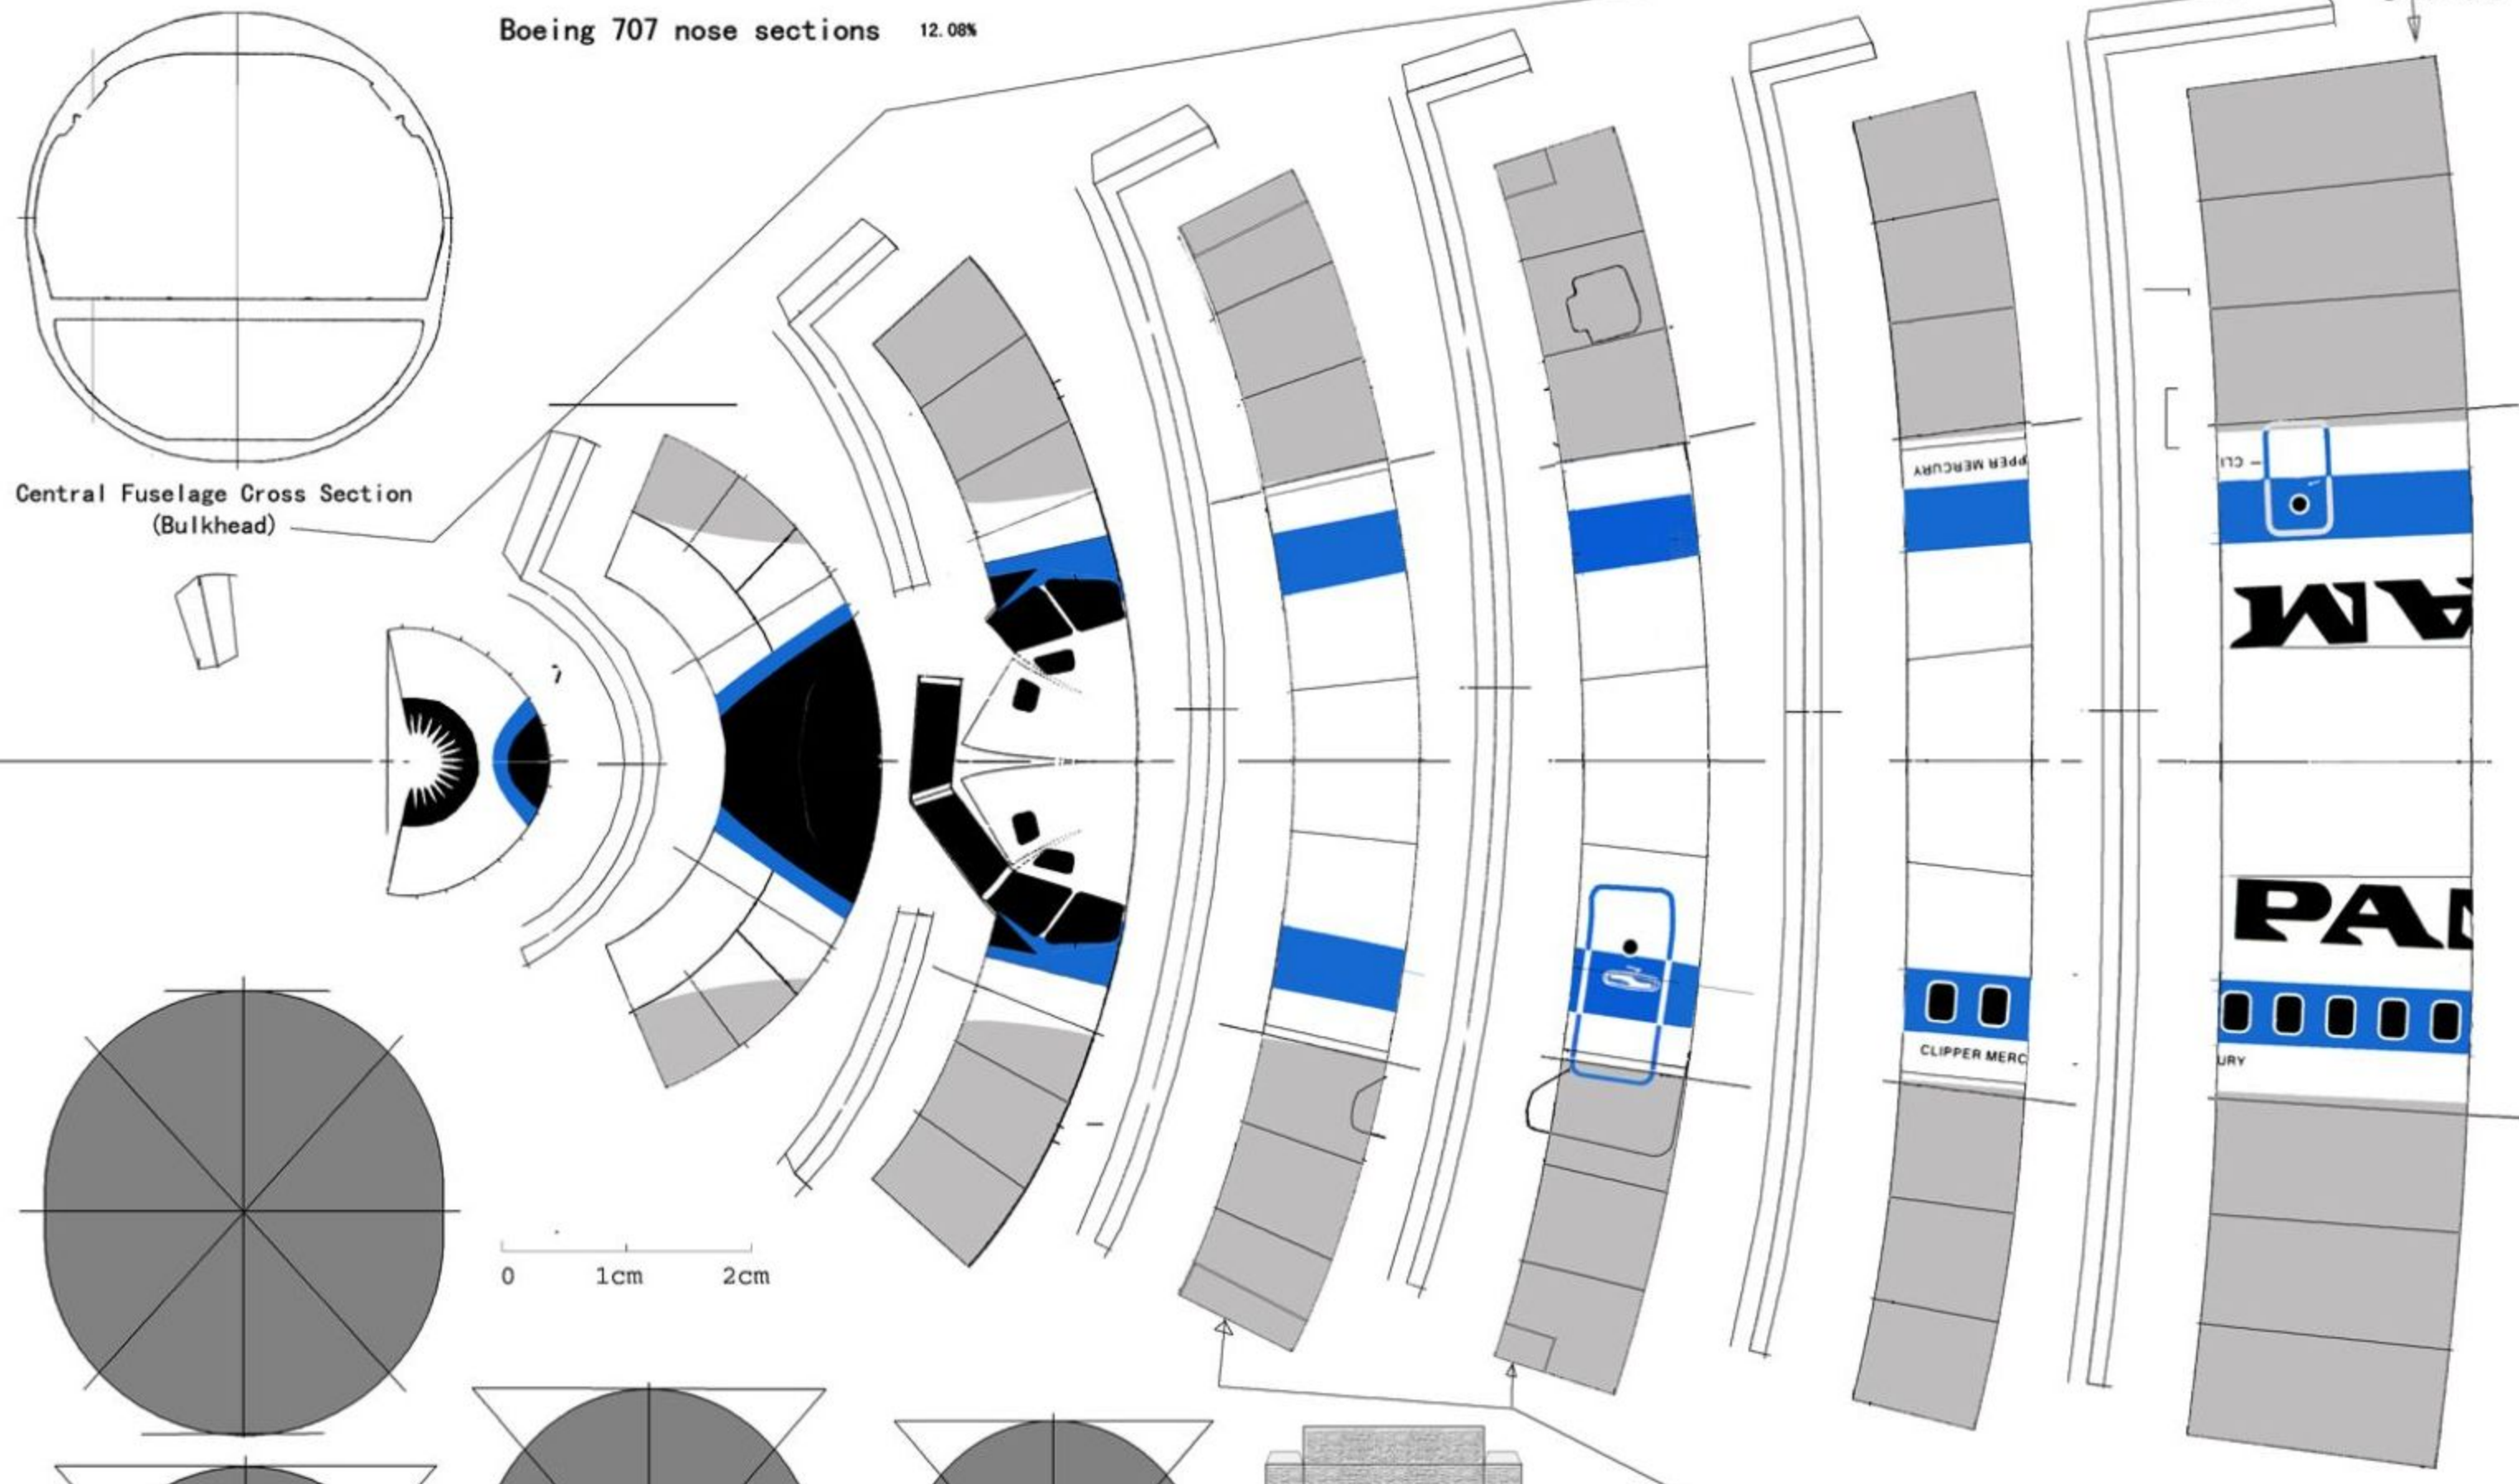 Boeing 707 nose sections 12.08%
Central Fuselage Cross Section
(Bulkhead)
PPER MERCURY
CLI
AM
PAN
CLIPPER MERC
URY
0 1cm 2cm